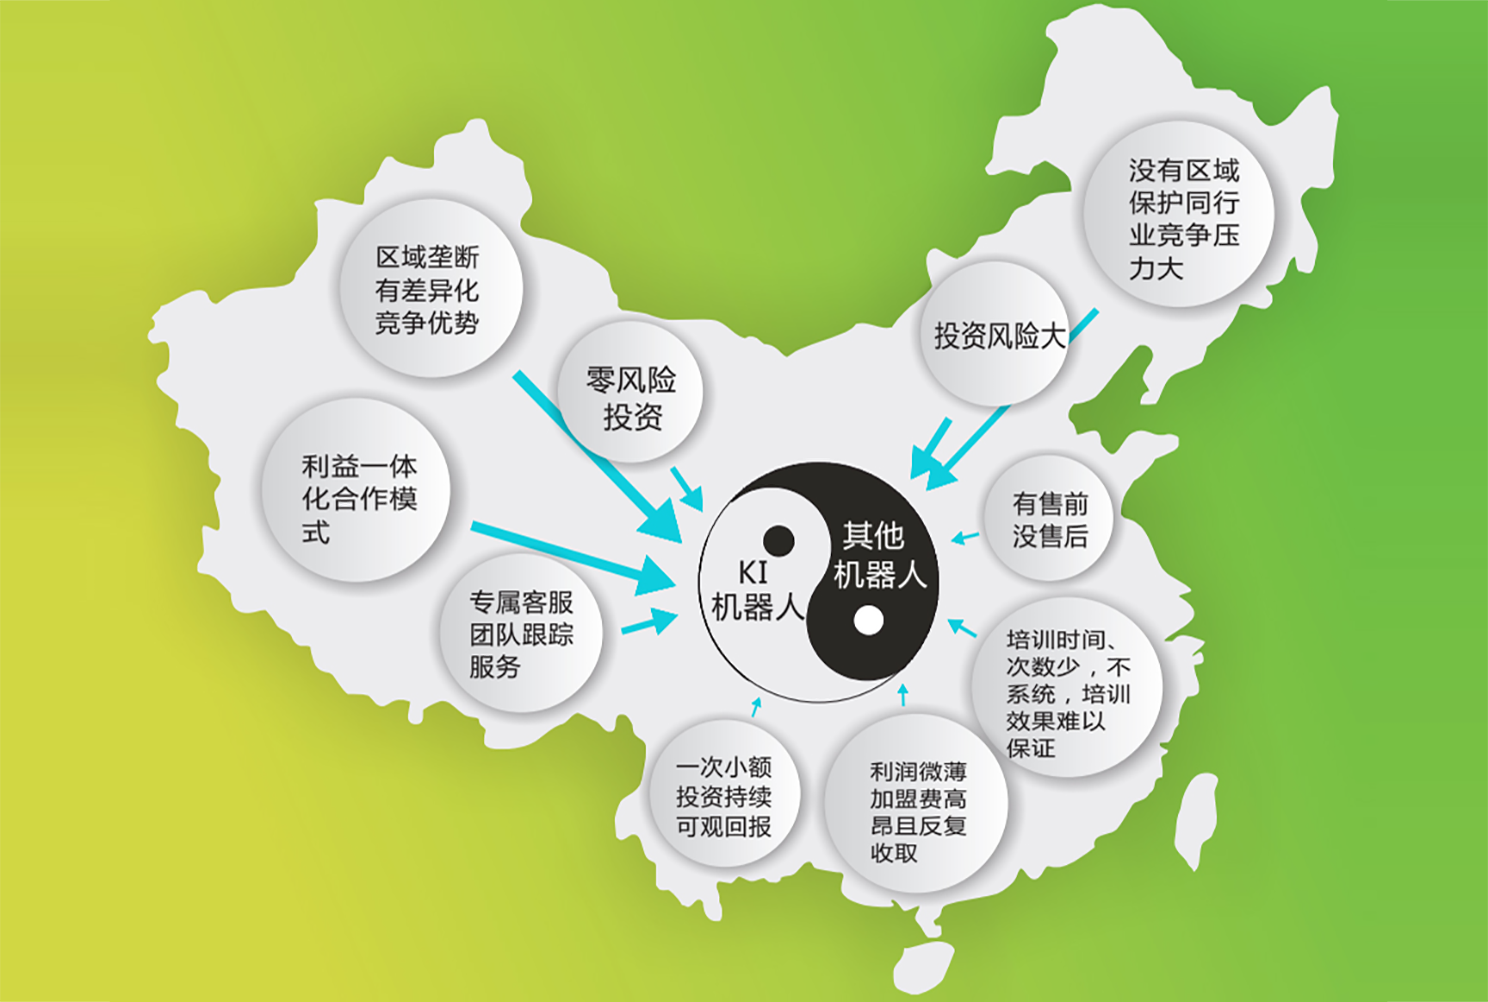 没有区域
保护同行
业竞争压
力大
区域垄断
有差异化
竞争优势
投资风险大
零风险
投资
利益一体
化合作模
式
有售前
没售后
其他
机器人
KI
机器人
专属客服
团队跟踪
服务
培训时间、
次数少，不
系统，培训
效果难以
保证
一次小额
投资持续
可观回报
利润微薄
加盟费高
昂且反复
收取